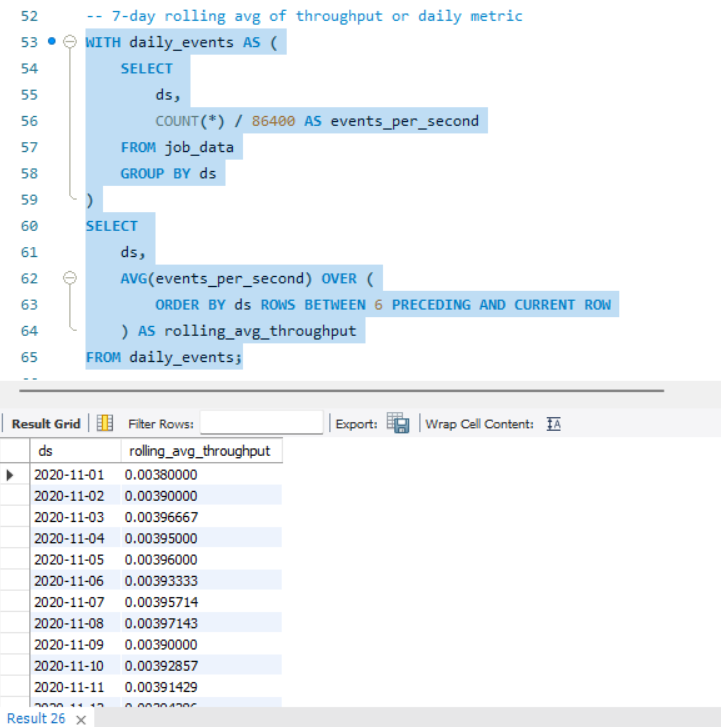 52 -- 7-day rolling avg of throughput or daily metric
53 WITH daily_events AS (
54 SELECT
55 ds,
56 COUNT(*) / 86400 AS events_per_second
57 FROM job_data
58 GROUP BY ds
59 )
60 SELECT
61 ds,
62 AVG(events_per_second) OVER (
63 ORDER BY ds ROWS BETWEEN 6 PRECEDING AND CURRENT ROW
64 ) AS rolling_avg_throughput
65 FROM daily_events;
Result Grid Filter Rows: Export: Wrap Cell Content: IA
ds rolling_avg_throughput
2020-11-01 0.00380000
2020-11-02 0.00390000
2020-11-03 0.00396667
2020-11-04 0.00395000
2020-11-05 0.00396000
2020-11-06 0.00393333
2020-11-07 0.00395714
2020-11-08 0.00397143
2020-11-09 0.00390000
2020-11-10 0.00392857
2020-11-11 0.00391429
Result 26